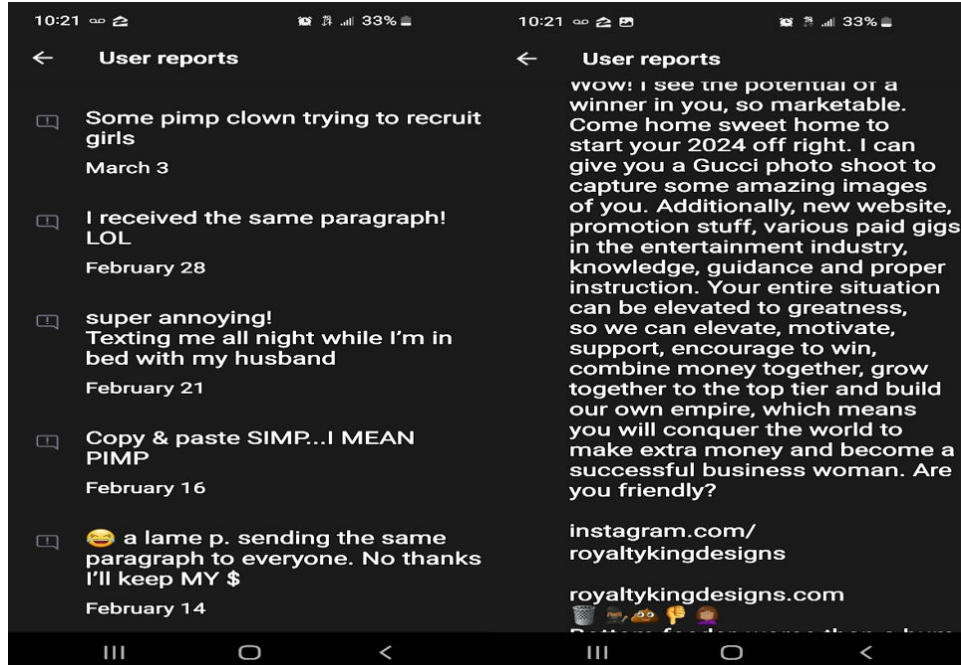 10:21
33%
User reports
Some pimp clown trying to recruit
girls
March 3
I received the same paragraph!
LOL
February 28
super annoying!
Texting me all night while I'm in
bed with my husband
February 21
Copy & paste SIMP...I MEAN
PIMP
February 16
😂 a lame p. sending the same
paragraph to everyone. No thanks
I'll keep MY $
February 14
10:21
33%
User reports
Wow! I see the potential of a
winner in you, so marketable.
Come home sweet home to
start your 2024 off right. I can
give you a Gucci photo shoot to
capture some amazing images
of you. Additionally, new website,
promotion stuff, various paid gigs
in the entertainment industry,
knowledge, guidance and proper
instruction. Your entire situation
can be elevated to greatness,
so we can elevate, motivate,
support, encourage to win,
combine money together, grow
together to the top tier and build
our own empire, which means
you will conquer the world to
make extra money and become a
successful business woman. Are
you friendly?
instagram.com/
royaltykingdesigns
royaltykingdesigns.com